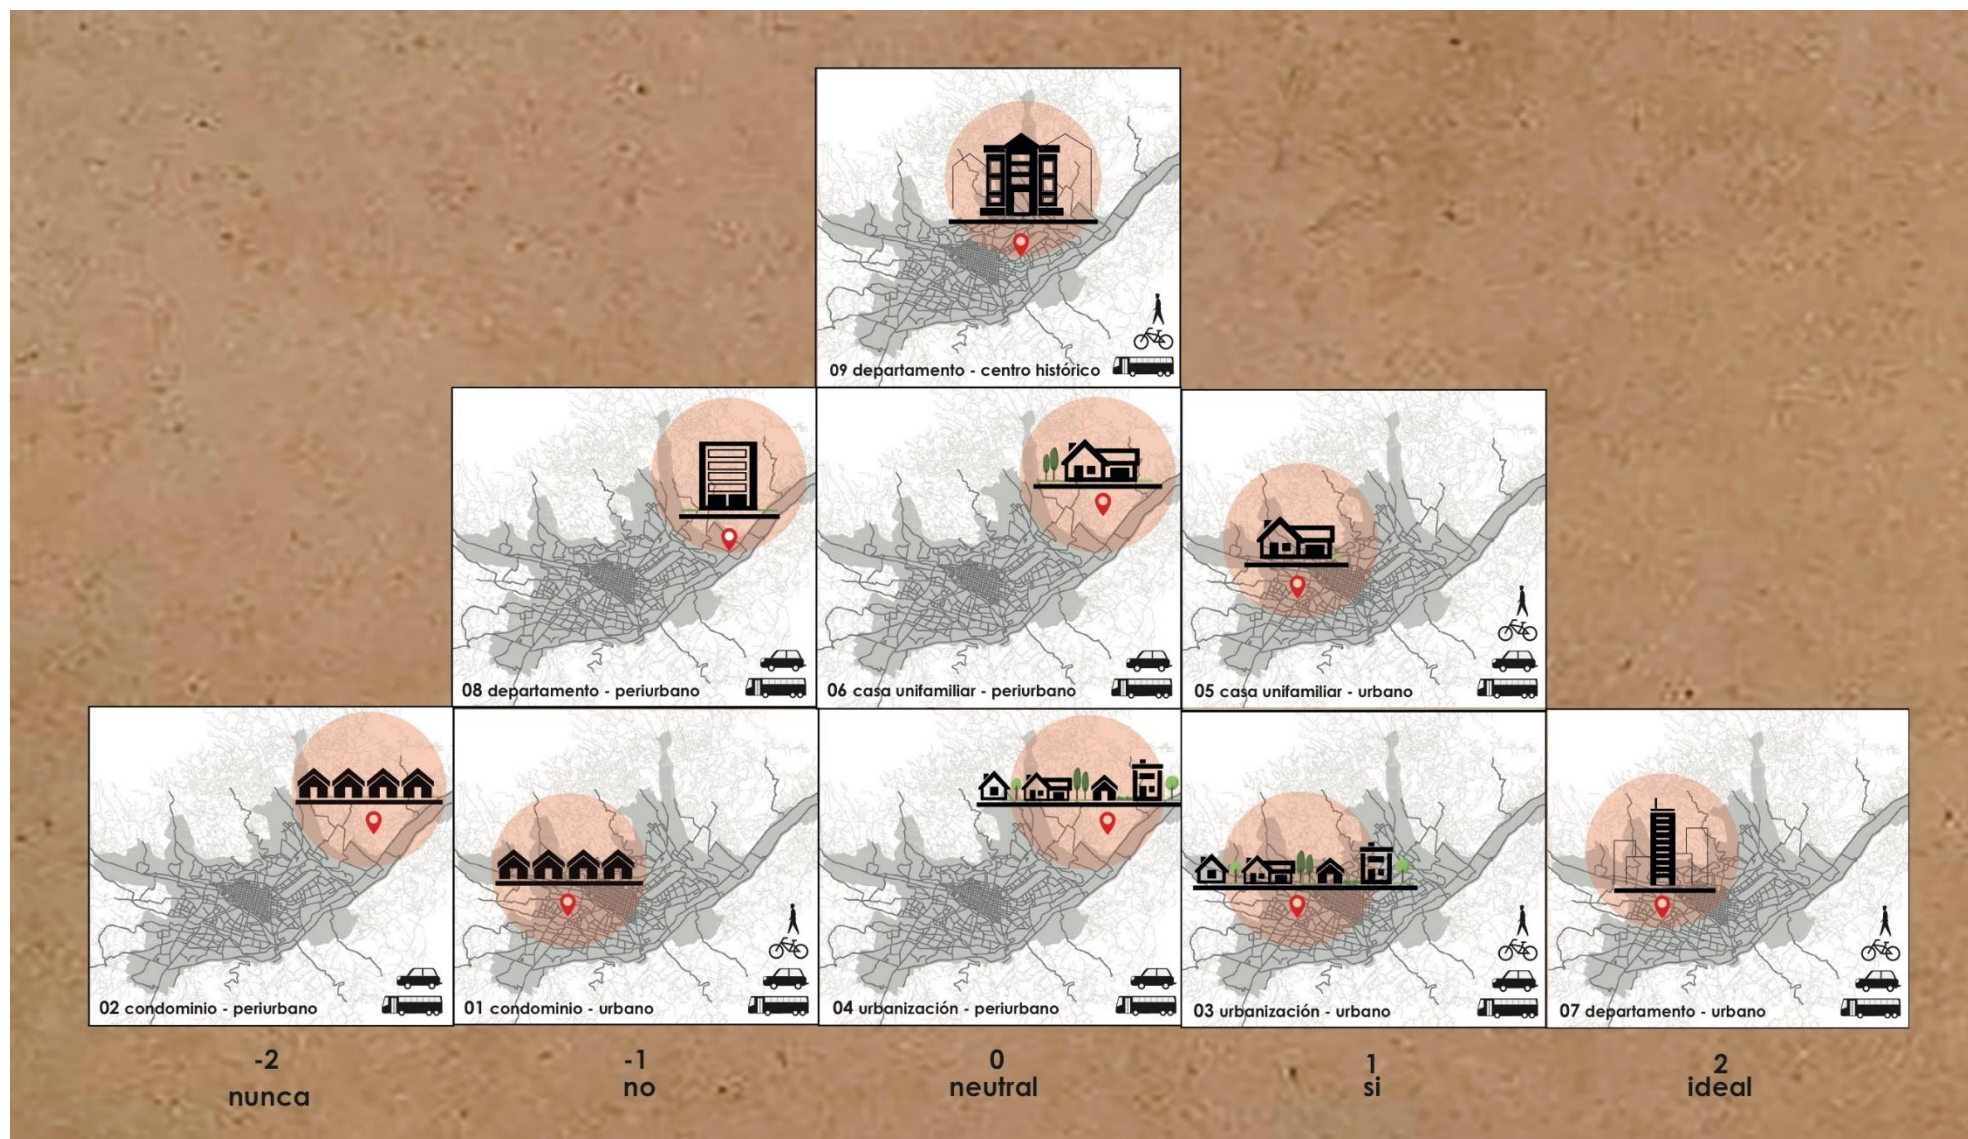 09 departamento - centro histórico
08 departamento - periurbano
06 casa unifamiliar - periurbano
05 casa unifamiliar - urbano
02 condominio - periurbano
01 condominio - urbano
04 urbanización - periurbano
03 urbanización - urbano
07 departamento - urbano
-2
nunca
-1
no
0
neutral
1
si
2
ideal